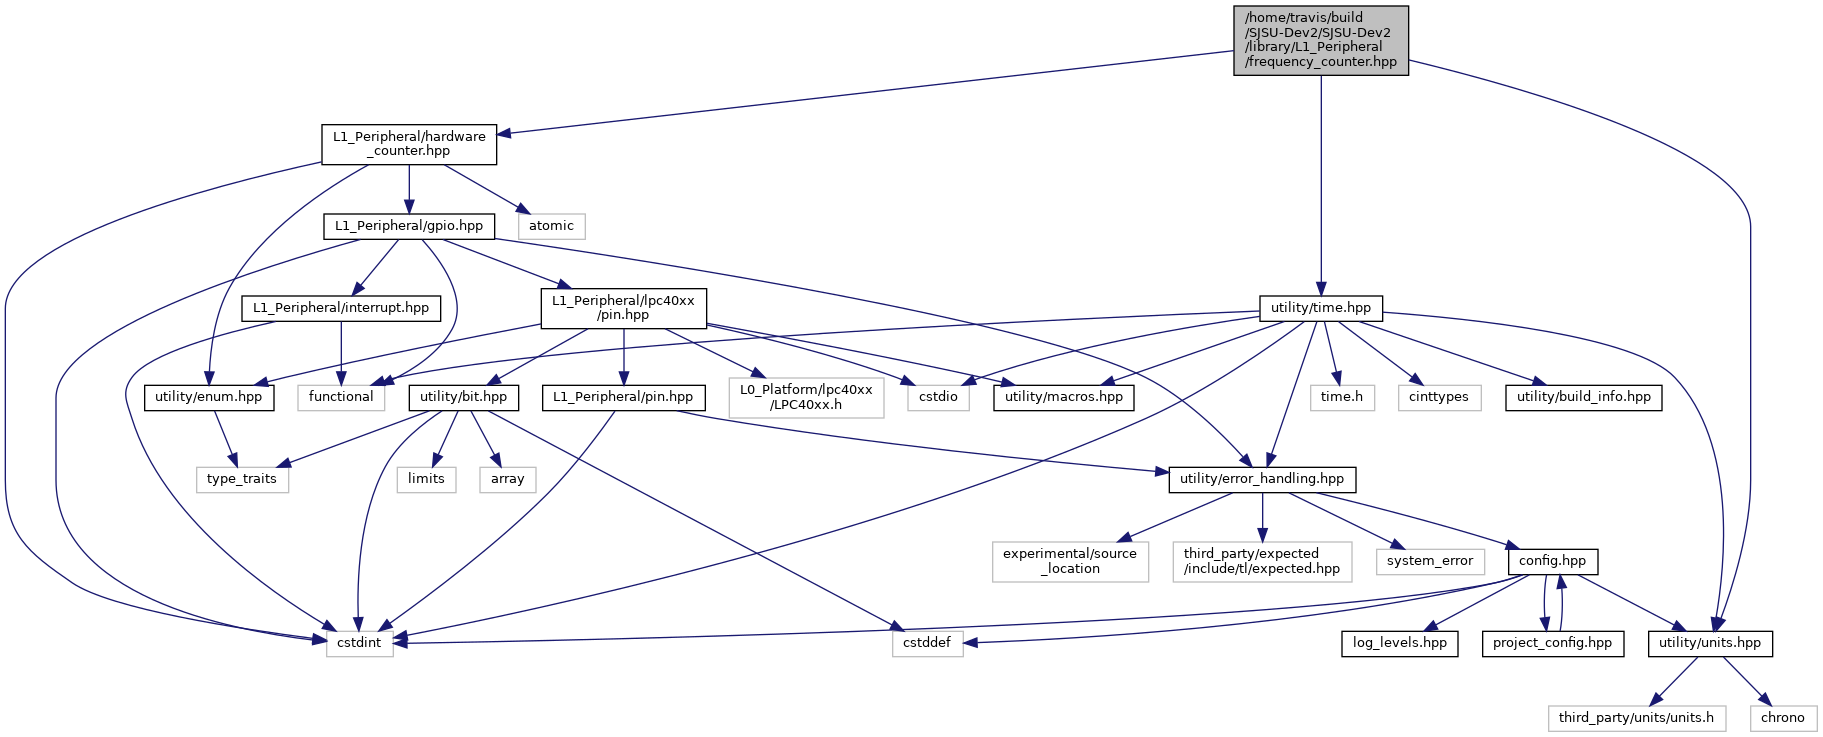 /home/travis/build
/SJSU-Dev2/SJSU-Dev2
/library/L1_Peripheral
/frequency_counter.hpp
L1_Peripheral/hardware
_counter.hpp
L1_Peripheral/gpio.hpp
atomic
L1_Peripheral/interrupt.hpp
L1_Peripheral/lpc40xx
/pin.hpp
utility/time.hpp
utility/enum.hpp
functional
utility/bit.hpp
L1_Peripheral/pin.hpp
L0_Platform/lpc40xx
/LPC40xx.h
cstdio
utility/macros.hpp
time.h
cinttypes
utility/build_info.hpp
type_traits
limits
array
utility/error_handling.hpp
experimental/source
_location
third_party/expected
/include/tl/expected.hpp
system_error
config.hpp
cstdint
cstddef
log_levels.hpp
project_config.hpp
utility/units.hpp
third_party/units/units.h
chrono